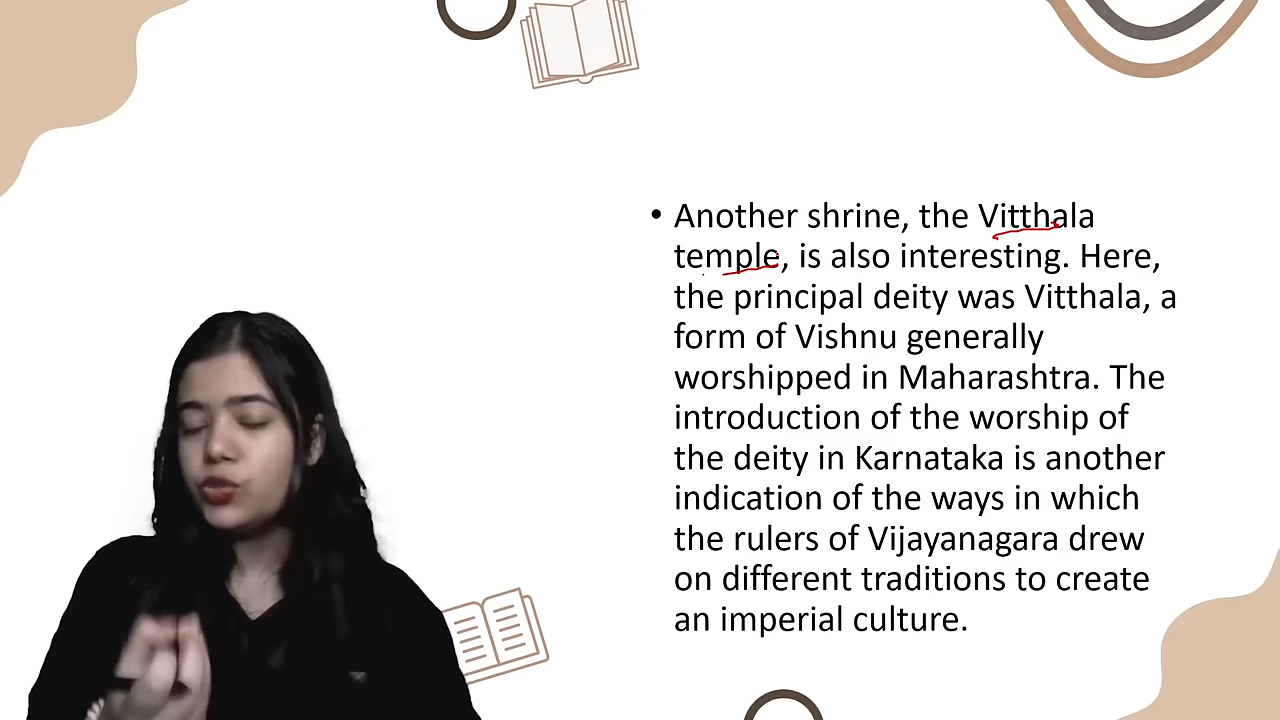 • Another shrine, the Vitthala
temple, is also interesting. Here,
the principal deity was Vitthala, a
form of Vishnu generally
worshipped in Maharashtra. The
introduction of the worship of
the deity in Karnataka is another
indication of the ways in which
the rulers of Vijayanagara drew
on different traditions to create
an imperial culture.